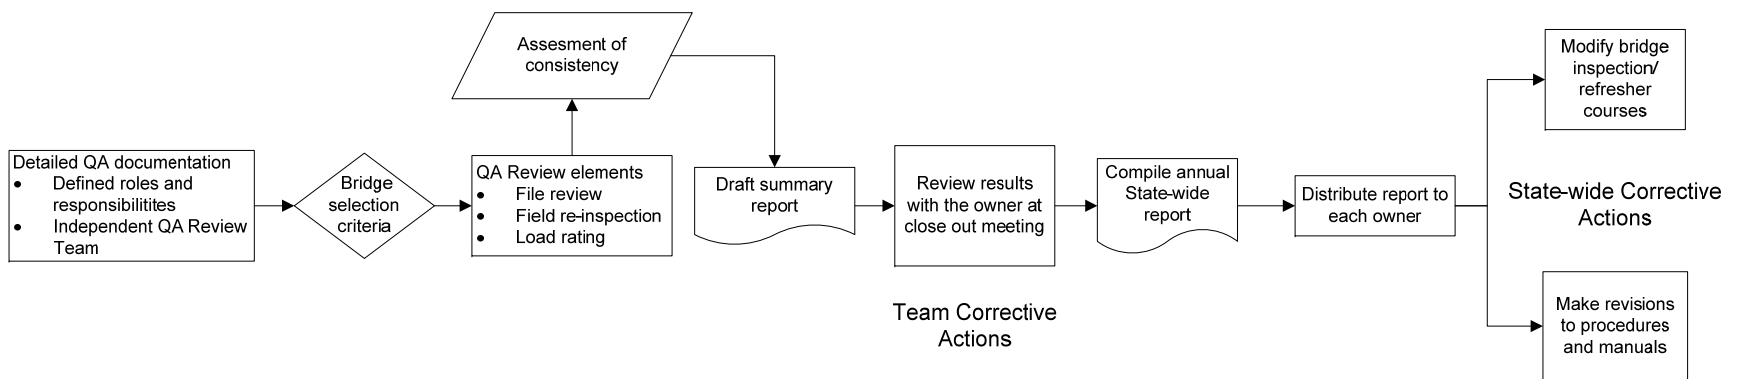 Assesment of
consistency
Detailed QA documentation
• Defined roles and
responsibilitites
• Independent QA Review
Team
Bridge
selection
criteria
QA Review elements
• File review
• Field re-inspection
• Load rating
Draft summary
report
Review results
with the owner at
close out meeting
Team Corrective
Actions
Compile annual
State-wide
report
Distribute report to
each owner
Modify bridge
inspection/
refresher
courses
State-wide Corrective
Actions
Make revisions
to procedures
and manuals